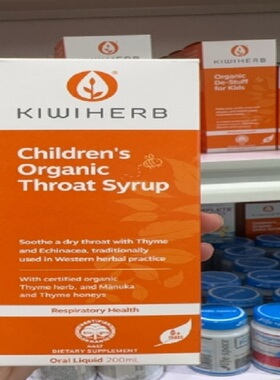 KIWIHERB
Children's
Organic
Throat Syrup
Soothe a dry throat with Thyme
and Echinacea, traditionally
used in Western herbal practice
With certified organic
Thyme herb, and Mānuka
and Thyme honeys
Respiratory Health
DIETARY SUPPLEMENT
Oral Liquid 200mL
KIWIHERB
Organic
De-Stuff
for Kids